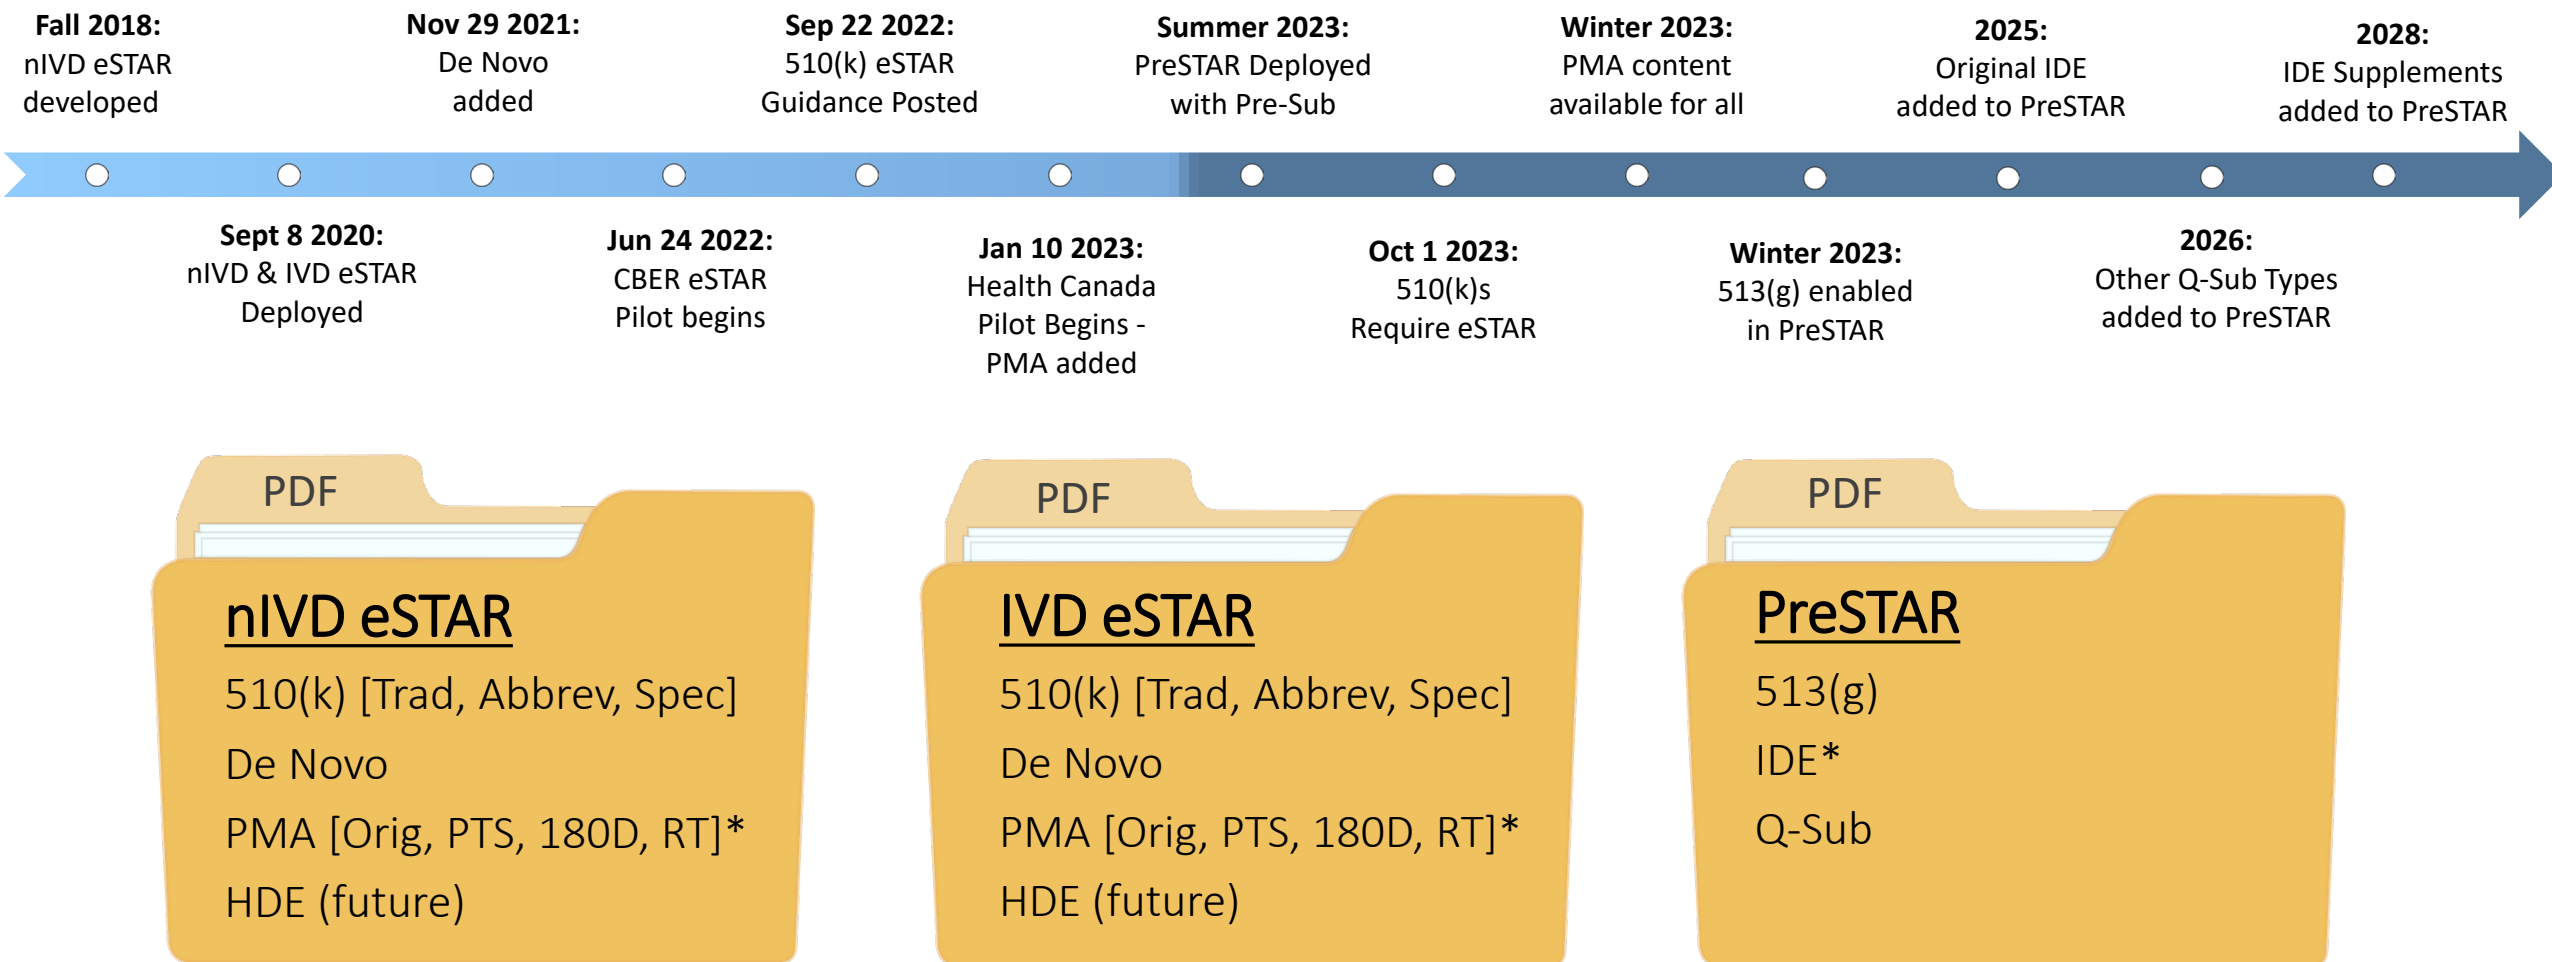 Fall 2018:
nIVD eSTAR
developed
Nov 29 2021:
De Novo
added
Sep 22 2022:
510(k) eSTAR
Guidance Posted
Summer 2023:
PreSTAR Deployed
with Pre-Sub
Winter 2023:
PMA content
available for all
2025:
Original IDE
added to PreSTAR
2028:
IDE Supplements
added to PreSTAR
Sept 8 2020:
nIVD & IVD eSTAR
Deployed
Jun 24 2022:
CBER eSTAR
Pilot begins
Jan 10 2023:
Health Canada
Pilot Begins -
PMA added
Oct 1 2023:
510(k)s
Require eSTAR
Winter 2023:
513(g) enabled
in PreSTAR
2026:
Other Q-Sub Types
added to PreSTAR
PDF
nIVD eSTAR
510(k) [Trad, Abbrev, Spec]
De Novo
PMA [Orig, PTS, 180D, RT]*
HDE (future)
PDF
IVD eSTAR
510(k) [Trad, Abbrev, Spec]
De Novo
PMA [Orig, PTS, 180D, RT]*
HDE (future)
PDF
PreSTAR
513(g)
IDE*
Q-Sub